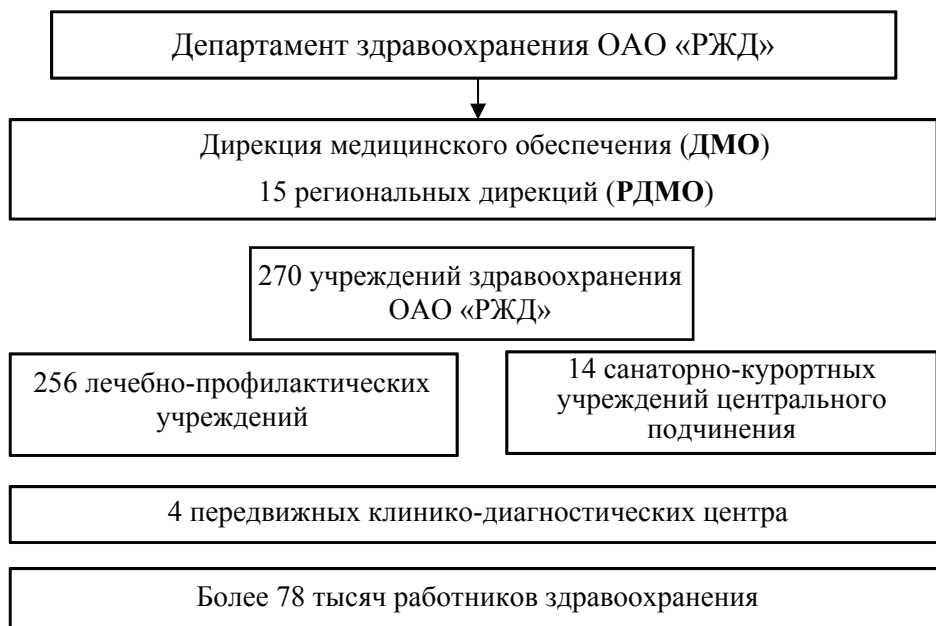 Департамент здравоохранения ОАО «РЖД»
Дирекция медицинского обеспечения (ДМО)
15 региональных дирекций (РДМО)
270 учреждений здравоохранения
ОАО «РЖД»
256 лечебно-профилактических
учреждений
14 санаторно-курортных
учреждений центрального
подчинения
4 передвижных клинико-диагностических центра
Более 78 тысяч работников здравоохранения